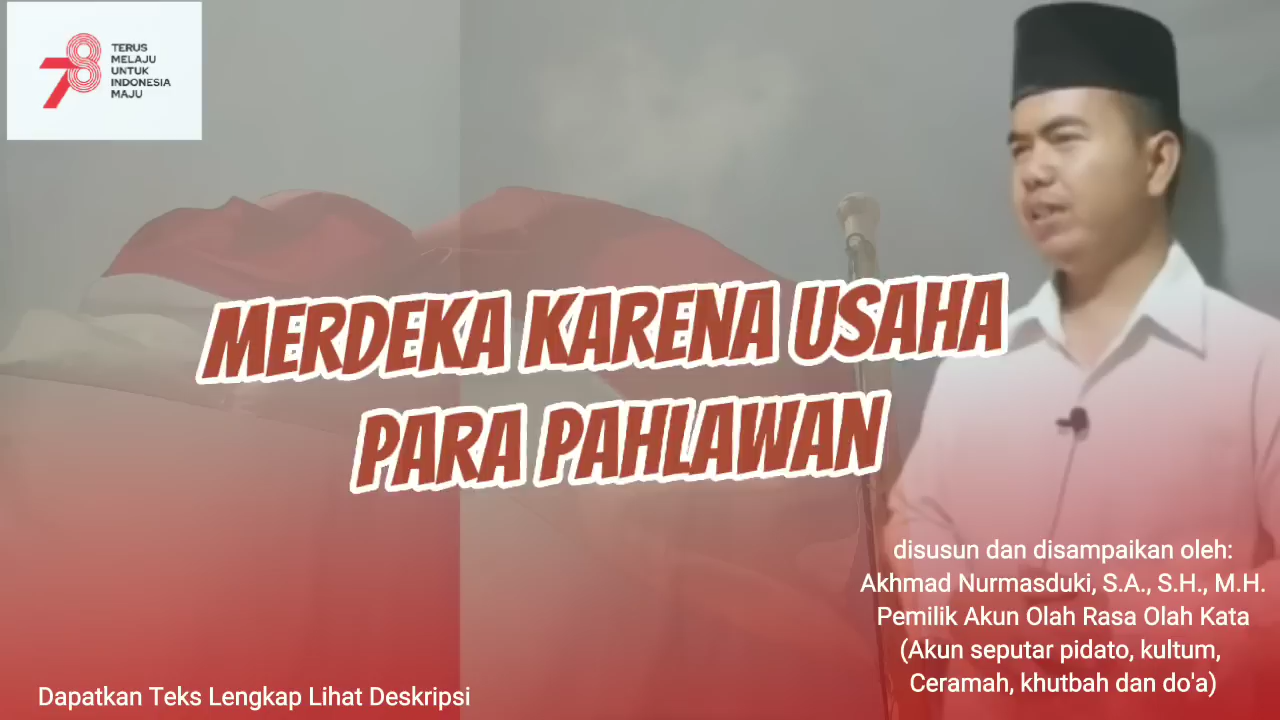 78
TERUS
MELAJU
UNTUK
INDONESIA
MAJU
MERDEKA KARENA USAHA
PARA PAHLAWAN
disusun dan disampaikan oleh:
Akhmad Nurmasduki, S.A., S.H., M.H.
Pemilik Akun Olah Rasa Olah Kata
(Akun seputar pidato, kultum,
Ceramah, khutbah dan do'a)
Dapatkan Teks Lengkap Lihat Deskripsi